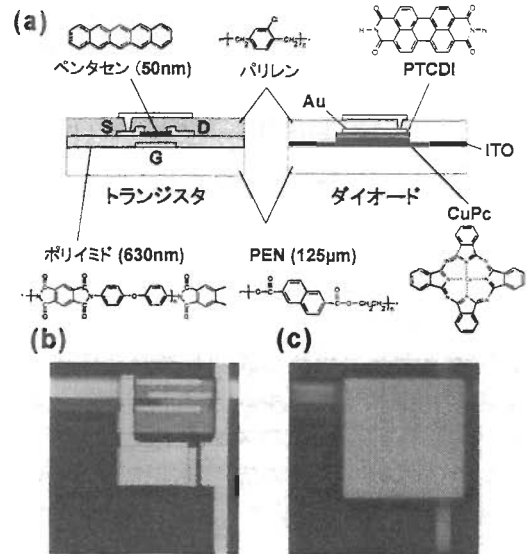 (a)
ペンタセン (50nm)
パリレン
PTCDI
Au
S
D
G
ITO
トランジスタ
ダイオード
CuPc
ポリイミド (630nm)
PEN (125μm)
(b)
(c)